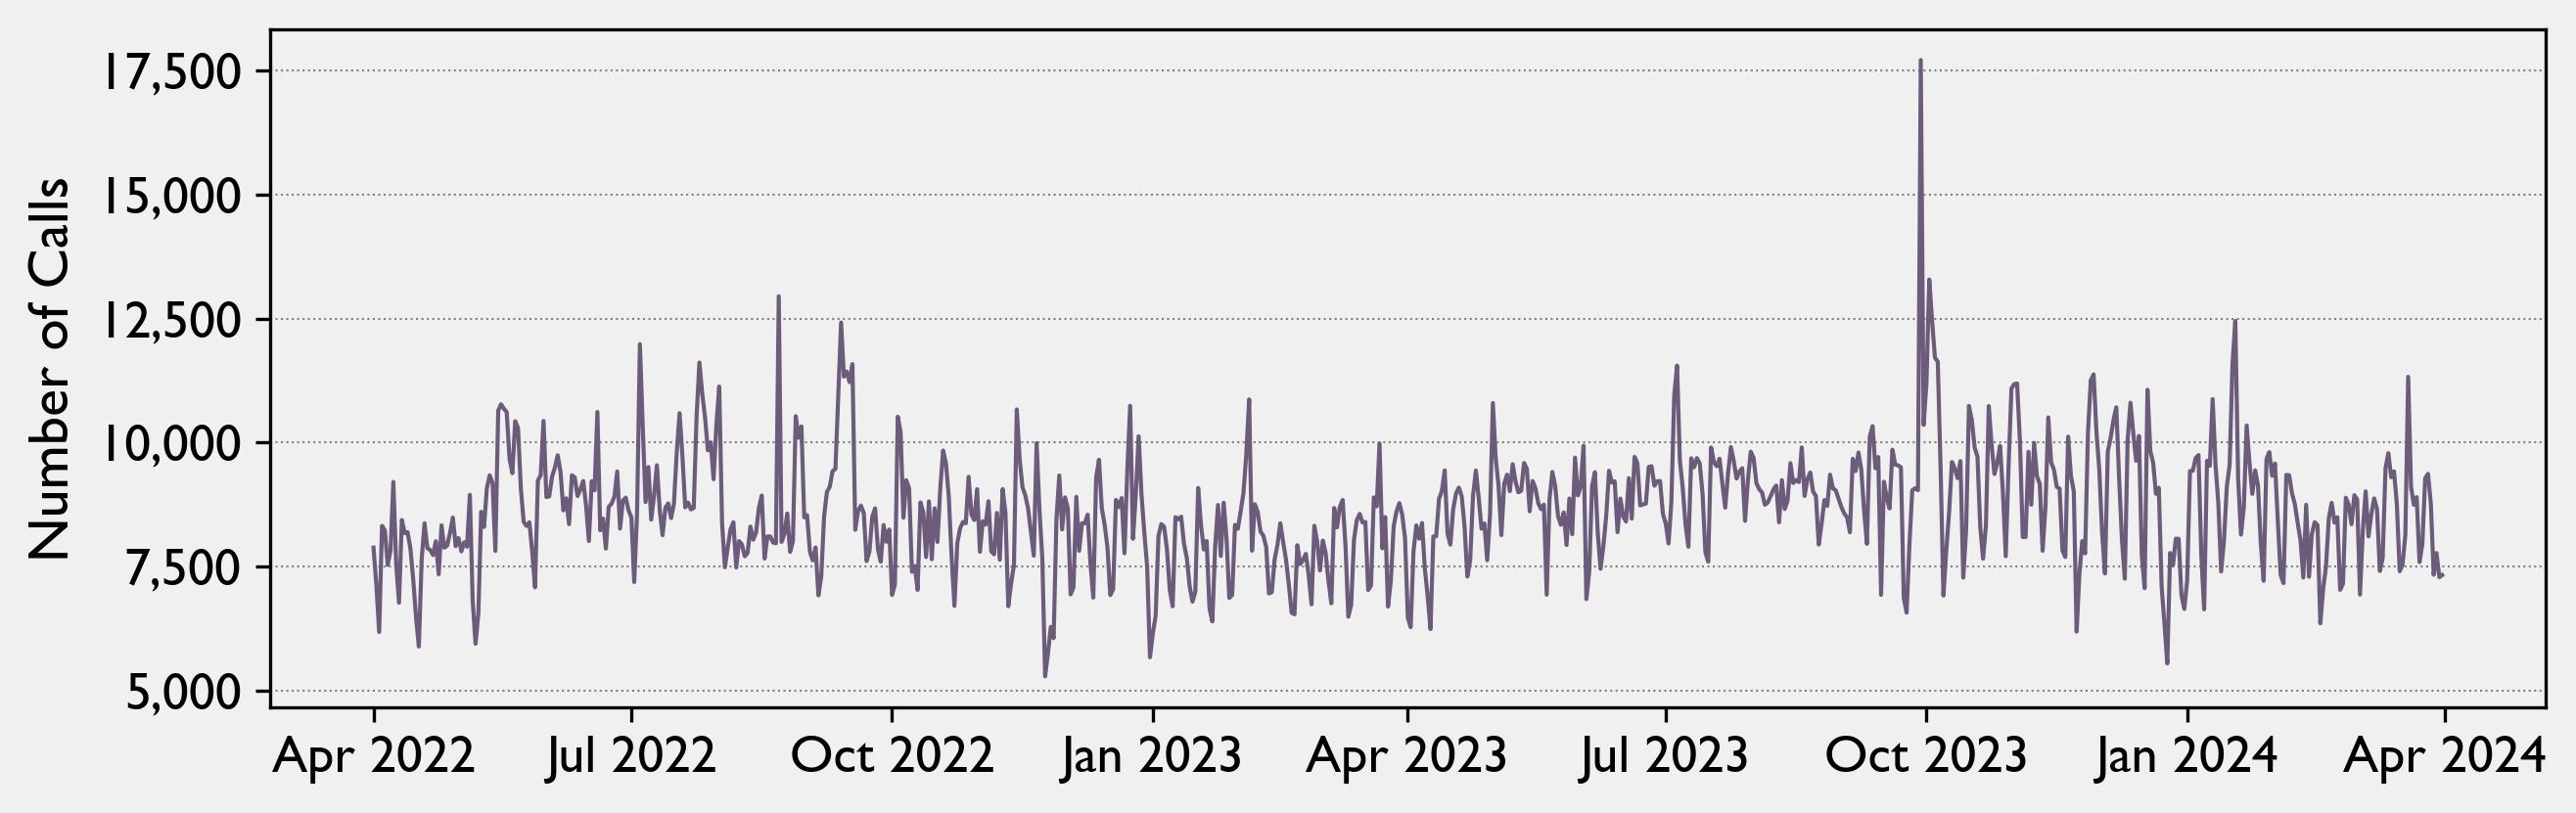 Number of Calls
17,500
15,000
12,500
10,000
7,500
5,000
Apr 2022
Jul 2022
Oct 2022
Jan 2023
Apr 2023
Jul 2023
Oct 2023
Jan 2024
Apr 2024